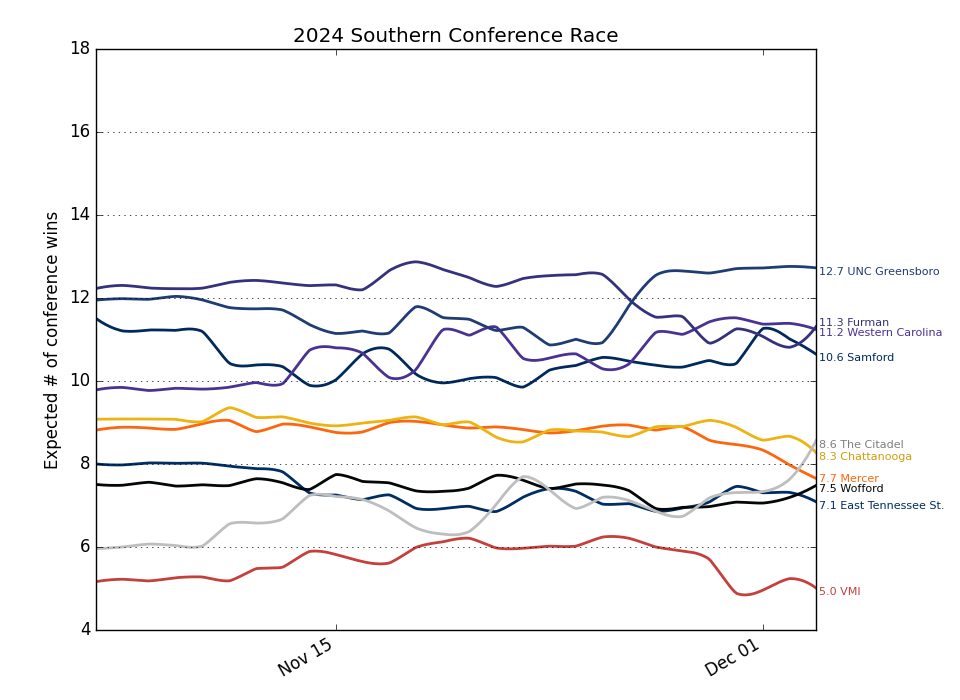 2024 Southern Conference Race
Expected # of conference wins
18
16
14
12
10
8
6
4
Nov 15
Dec 01
12.7 UNC Greensboro
11.3 Furman
11.2 Western Carolina
10.6 Samford
8.6 The Citadel
8.3 Chattanooga
7.7 Mercer
7.5 Wofford
7.1 East Tennessee St.
5.0 VMI